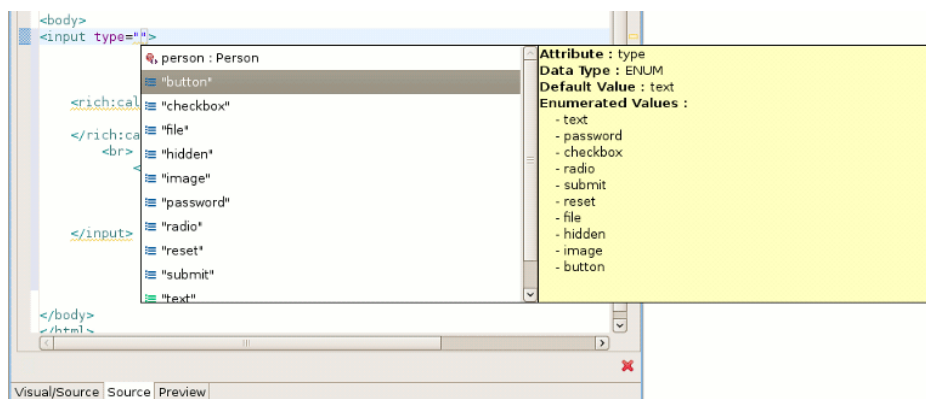 <body>
<input type="">
<rich:cal
</rich:ca
<br>
<
</input>
</body>
</html>
person : Person
"button"
"checkbox"
"file"
"hidden"
"image"
"password"
"radio"
"reset"
"submit"
"text"
Attribute : type
Data Type : ENUM
Default Value : text
Enumerated Values :
- text
- password
- checkbox
- radio
- submit
- reset
- file
- hidden
- image
- button
Visual/Source Source Preview